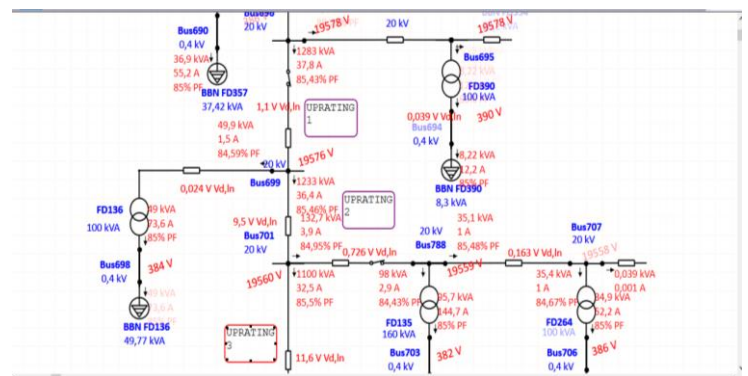 Bus690
0,4 kV
36,9 kVA
55,2 A
85% PF
BBN FD357
37,42 kVA
Bus696
20 kV
19578 V
1283 kVA
37,8 A
85,43% PF
20 kV
19578 V
Bus695
FD390
100 kVA
0,039 V Vd,ln
390 V
Bus694
0,4 kV
8,22 kVA
12,2 A
85% PF
BBN FD390
8,3 kVA
1,1 V Vd,ln
UPRATING
1
49,9 kVA
1,5 A
84,59% PF
19576 V
20 kV
Bus699
0,024 V Vd,ln
1233 kVA
36,4 A
85,46% PF
UPRATING
2
FD136
100 kVA
49 kVA
73,6 A
85% PF
9,5 V Vd,ln
132,7 kVA
3,9 A
84,95% PF
Bus701
20 kV
20 kV
Bus788
35,1 kVA
1 A
85,48% PF
Bus707
20 kV
19558 V
Bus698
0,4 kV
384 V
BBN FD136
49,77 kVA
19560 V
0,726 V Vd,ln
19559 V
0,163 V Vd,ln
1100 kVA
32,5 A
85,5% PF
98 kVA
2,9 A
84,43% PF
35,4 kVA
1 A
84,67% PF
0,039 kVA
0,001 A
FD135
160 kVA
95,7 kVA
144,7 A
85% PF
FD264
100 kVA
34,9 kVA
52,2 A
85% PF
UPRATING
3
11,6 V Vd,ln
Bus703
0,4 kV
382 V
Bus706
0,4 kV
386 V